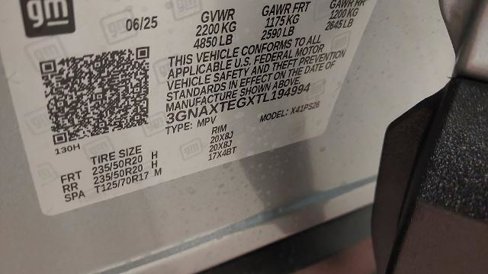 gm
06/25
GVWR
2200 KG
4850 LB
GAWR FRT
1175 KG
2590 LB
GAWR RR
1200 KG
2645 LB
THIS VEHICLE CONFORMS TO ALL
APPLICABLE U.S. FEDERAL MOTOR
VEHICLE SAFETY AND THEFT PREVENTION
STANDARDS IN EFFECT ON THE DATE OF
MANUFACTURE SHOWN ABOVE.
3GNAXTEGXTL194994
TYPE: MPV
MODEL: X41PS26
130H
TIRE SIZE
RIM
FRT 235/50R20 H 20X8J
RR 235/50R20 H 20X8J
SPA T125/70R17 M 17X4BT